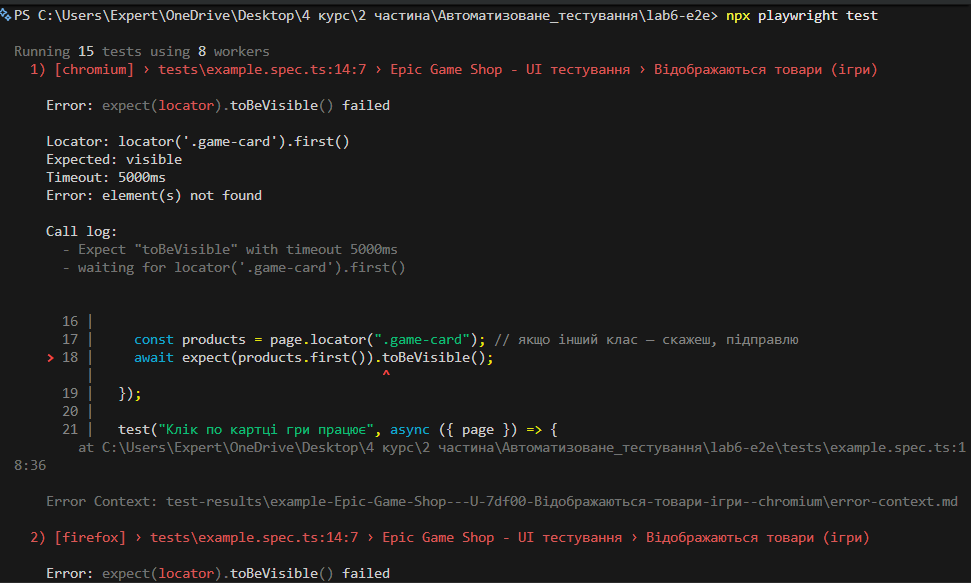 PS C:\Users\Expert\OneDrive\Desktop\4 курс\2 частина\Автоматизоване_тестування\lab6-e2e> npx playwright test
Running 15 tests using 8 workers
1) [chromium] › tests\example.spec.ts:14:7 › Epic Game Shop - UI тестування › Відображаються товари (ігри)
Error: expect(locator).toBeVisible() failed
Locator: locator('.game-card').first()
Expected: visible
Timeout: 5000ms
Error: element(s) not found
Call log:
- Expect "toBeVisible" with timeout 5000ms
- waiting for locator('.game-card').first()
16 |
17 | const products = page.locator(".game-card"); // якщо інший клас — скажеш, підправлю
> 18 | await expect(products.first()).toBeVisible();
| ^
19 | });
20 |
21 | test("Клік по картці гри працює", async ({ page }) => {
at C:\Users\Expert\OneDrive\Desktop\4 курс\2 частина\Автоматизоване_тестування\lab6-e2e\tests\example.spec.ts:1
8:36
Error Context: test-results\example-Epic-Game-Shop---U-7df00-Відображаються-товари-ігри--chromium\error-context.md
2) [firefox] › tests\example.spec.ts:14:7 › Epic Game Shop - UI тестування › Відображаються товари (ігри)
Error: expect(locator).toBeVisible() failed